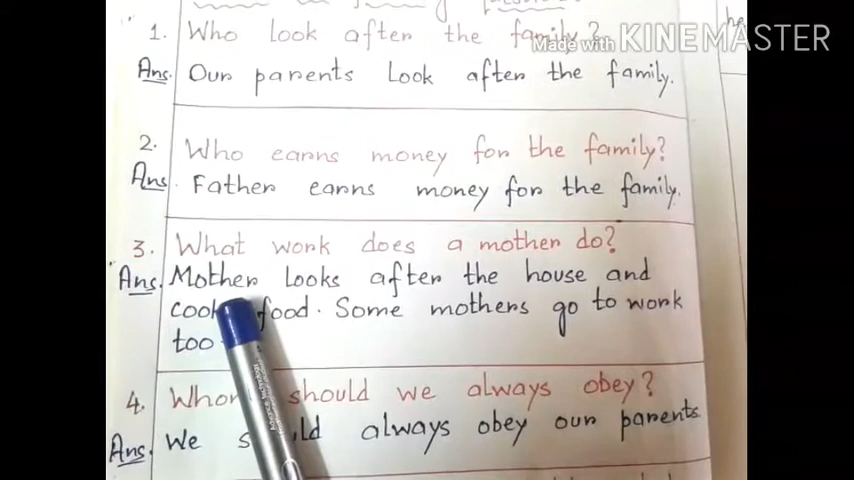 1. Who look after the family?
Made with KINEMASTER
he
Ans. Our parents look after the family.
2. Who earns money for the family?
Ans. Father earns money for the family.
3. What work does a mother do?
Ans. Mother looks after the house and
food. Some mothers go to work
too
4. should we always obey?
Ans. We always obey our parents